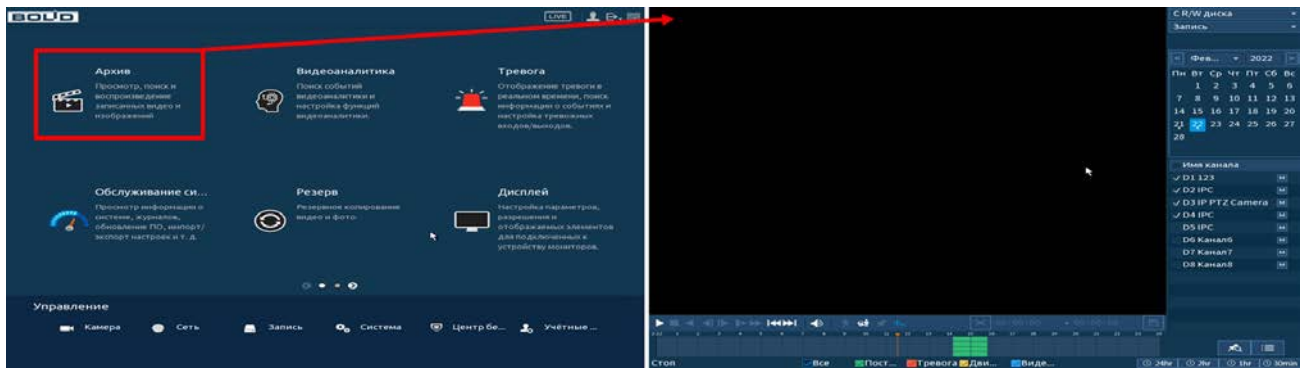 BOLID
LIVE
Архив
Просмотр, поиск и
воспроизведение
записанных видео и
изображений
Видеоаналитика
Поиск событий
видеоаналитики и
настройка функций
видеоаналитики.
Тревога
Отображение тревоги в
реальном времени, поиск
информации о событиях и
настройка тревожных
входов/выходов.
Обслуживание си...
Просмотр информации о
системе, журналов,
обновление ПО, импорт/
экспорт настроек и т. д.
Резерв
Резервное копирование
видео и фото
Дисплей
Настройка параметров,
разрешения и
отображаемых элементов
для подключенных к
устройству мониторов.
Управление
Камера
Сеть
Запись
Система
Центр бе...
Учётные ...
С R/W диска
Запись
Фев...
2022
Пн Вт Ср Чт Пт Сб Вс
1 2 3 4 5 6
7 8 9 10 11 12 13
14 15 16 17 18 19 20
21 22 23 24 25 26 27
28
Имя канала
D1 123
D2 IPC
D3 IP PTZ Camera
D4 IPC
D5 IPC
D6 Канал6
D7 Канал7
D8 Канал8
Стоп
Все
Пост...
Тревога
Дви...
Виде...
24hr
2hr
1hr
30min